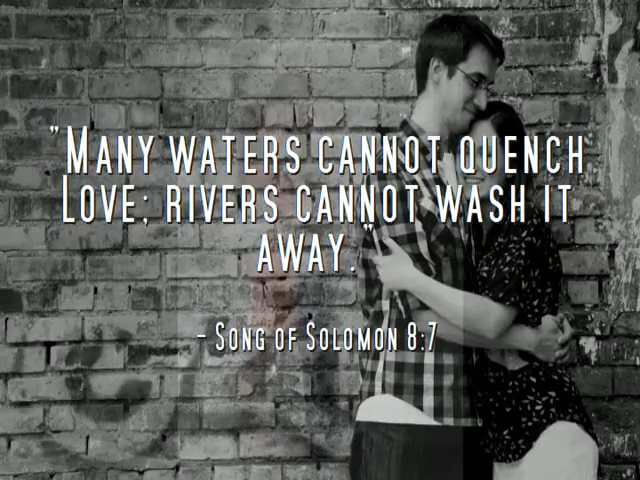 "Many waters cannot quench
Love; rivers cannot wash it
away."
- Song of Solomon 8:7